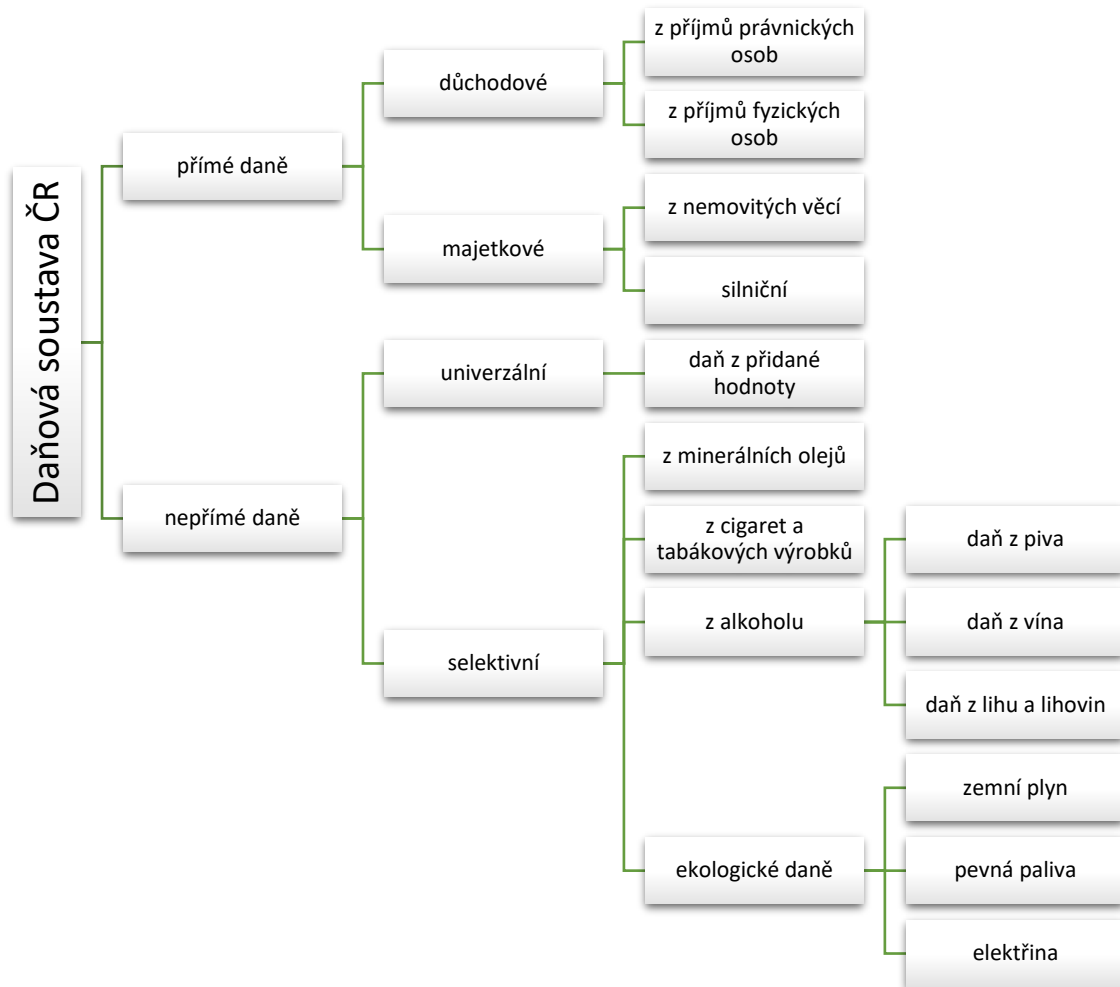 Daňová soustava ČR
přímé daně
důchodové
z příjmů právnických
osob
z příjmů fyzických
osob
majetkové
z nemovitých věcí
silniční
nepřímé daně
univerzální
daň z přidané
hodnoty
selektivní
z minerálních olejů
z cigaret a
tabákových výrobků
z alkoholu
daň z piva
daň z vína
daň z lihu a lihovin
ekologické daně
zemní plyn
pevná paliva
elektřina